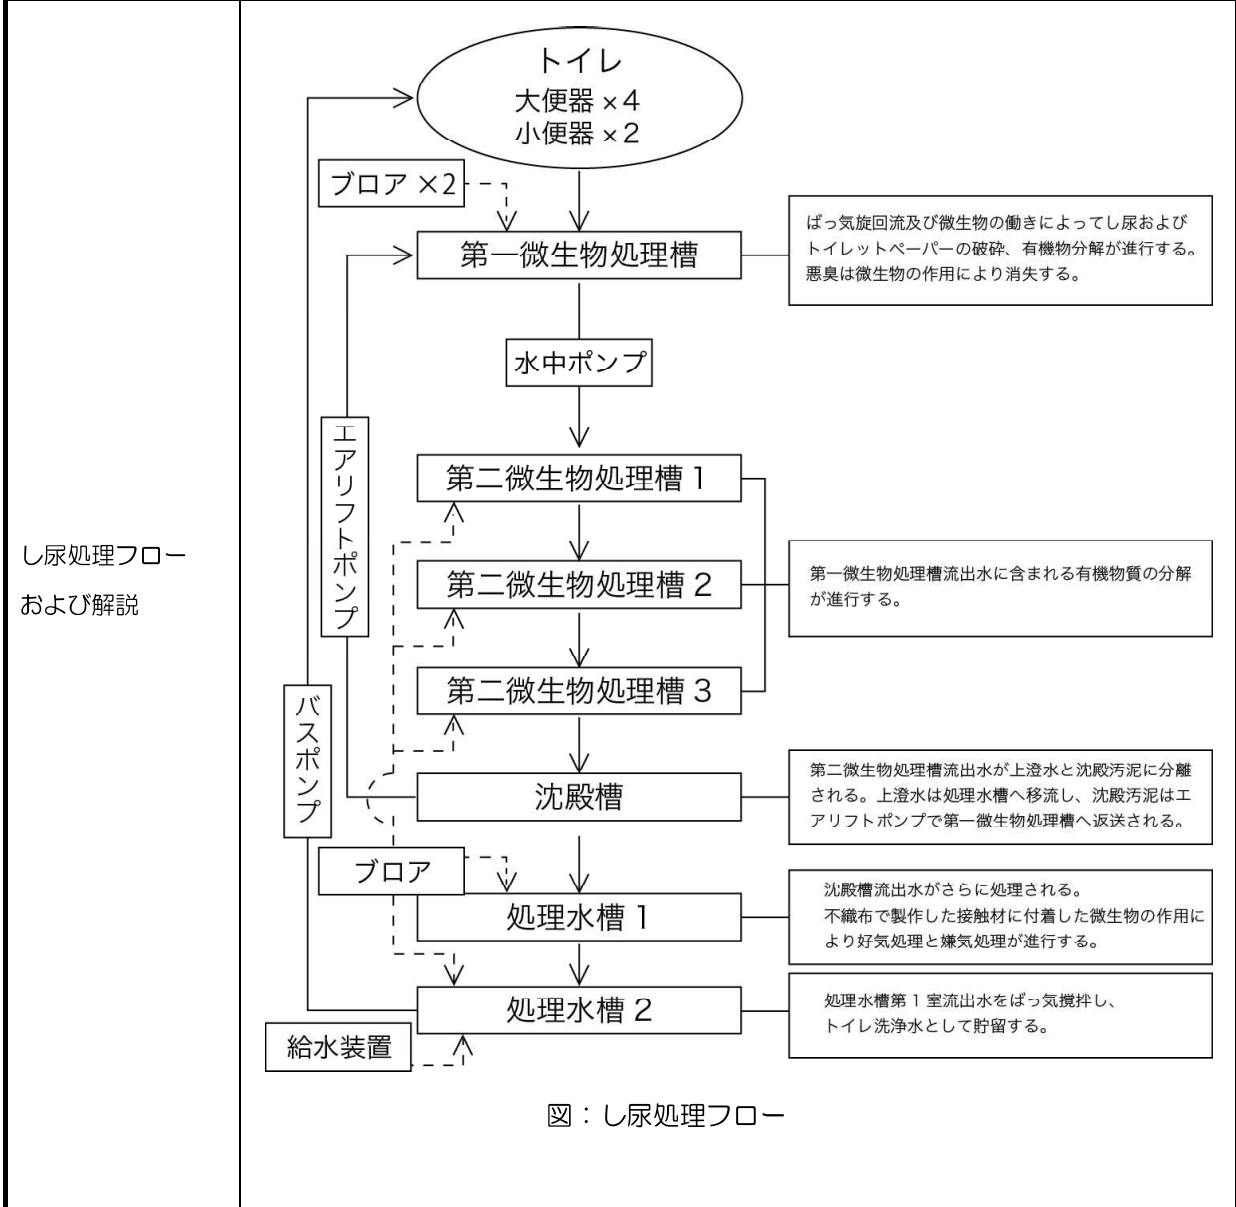 し尿処理フロー
および解説
トイレ
大便器 ×4
小便器 ×2
ブロア ×2
第一微生物処理槽
ばっ気旋回流及び微生物の働きによってし尿および
トイレットペーパーの破砕、有機物分解が進行する。
悪臭は微生物の作用により消失する。
水中ポンプ
エアリフトポンプ
第二微生物処理槽 1
第二微生物処理槽 2
第一微生物処理槽流出水に含まれる有機物質の分解
が進行する。
第二微生物処理槽 3
バスポンプ
沈殿槽
第二微生物処理槽流出水が上澄水と沈殿汚泥に分離
される。上澄水は処理水槽へ移流し、沈殿汚泥はエ
アリフトポンプで第一微生物処理槽へ返送される。
ブロア
処理水槽 1
沈殿槽流出水がさらに処理される。
不織布で製作した接触材に付着した微生物の作用に
より好気処理と嫌気処理が進行する。
処理水槽 2
処理水槽第 1 室流出水をばっ気撹拌し、
トイレ洗浄水として貯留する。
給水装置
図：し尿処理フロー